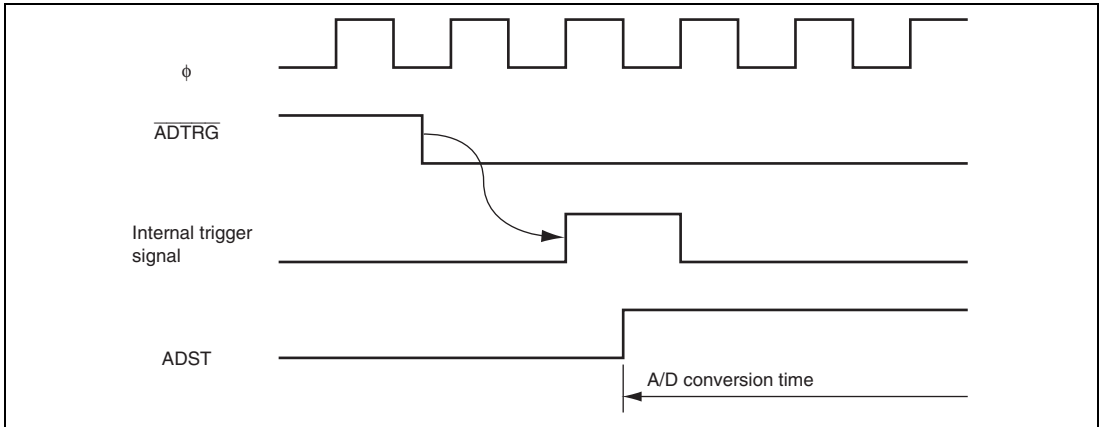 ϕ
ADTRG
Internal trigger
signal
ADST
A/D conversion time